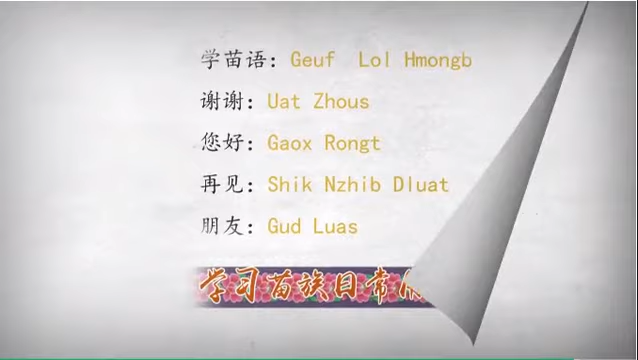 学苗语：Geuf Lol Hmongb
谢谢：Uat Zhous
您好：Gaox Rongt
再见：Shik Nzhib Dluat
朋友：Gud Luas
学习苗族日常